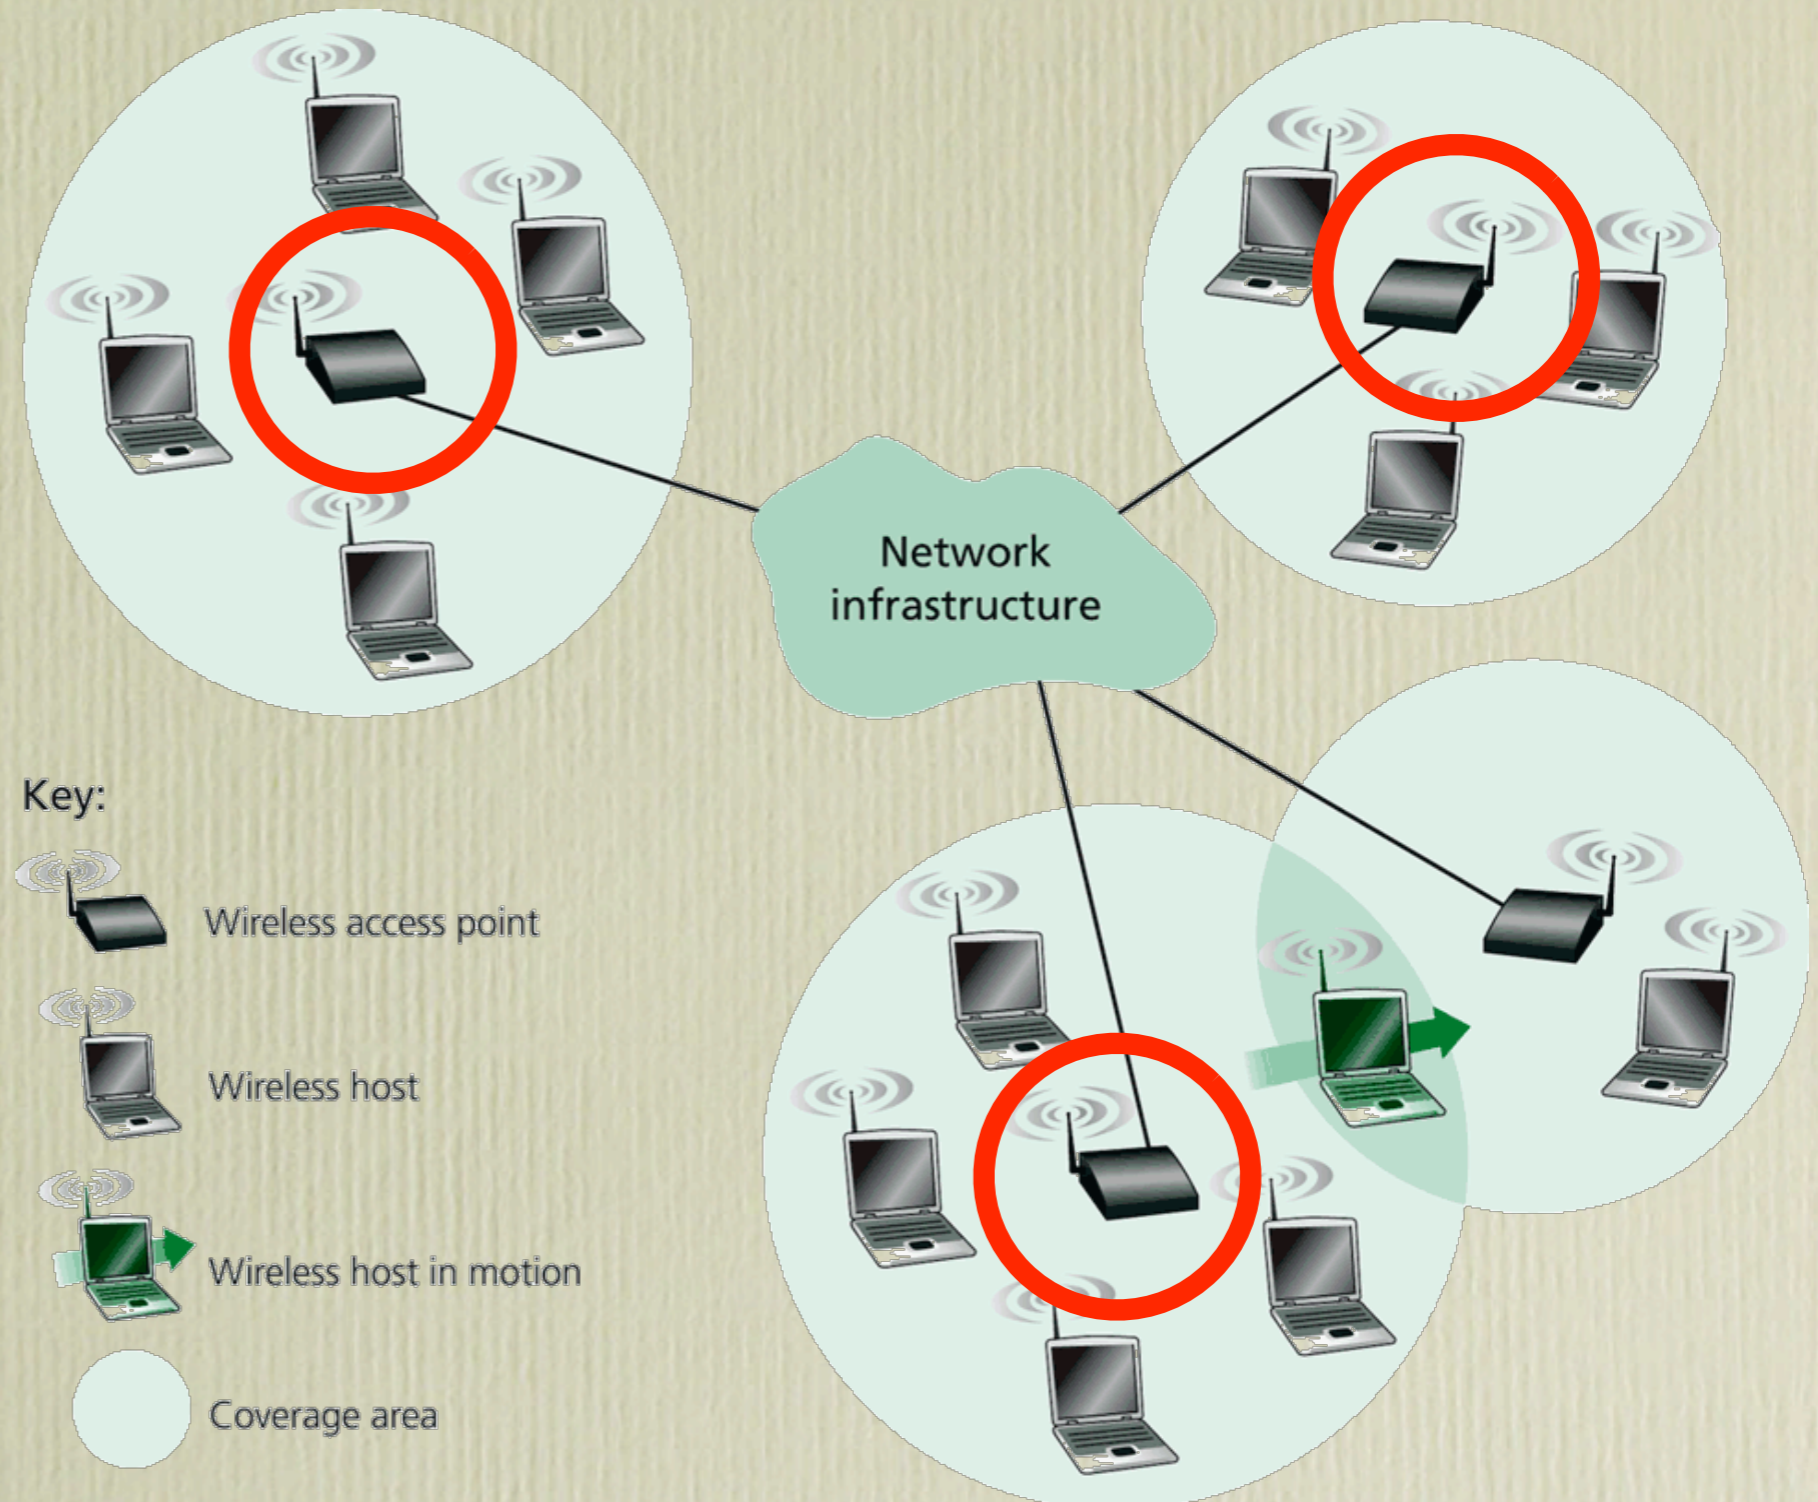 Network
infrastructure
Key:
Wireless access point
Wireless host
Wireless host in motion
Coverage area